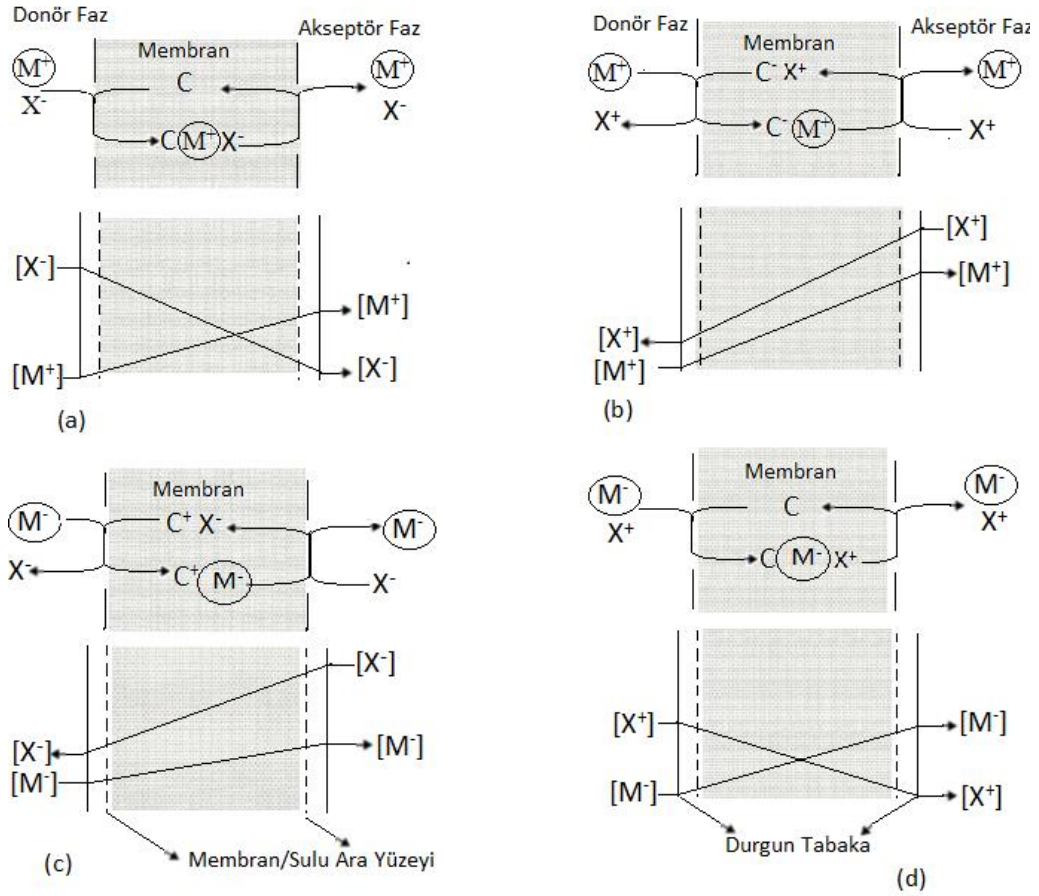 Donör Faz
Membran
Akseptör Faz
M⁺
X⁻
C
C M⁺ X⁻
M⁺
X⁻
[X⁻]
[M⁺]
[M⁺]
[X⁻]
(a)
Donör Faz
Membran
Akseptör Faz
M⁺
X⁺
C⁻ X⁺
C⁻ M⁺
M⁺
X⁺
[X⁺]
[M⁺]
[X⁺]
[M⁺]
(b)
Membran
M⁻
X⁻
C⁺ X⁻
C⁺ M⁻
M⁻
X⁻
[X⁻]
[X⁻]
[M⁻]
[M⁻]
Membran/Sulu Ara Yüzeyi
(c)
Membran
M⁻
X⁺
C
C M⁻ X⁺
M⁻
X⁺
[X⁺]
[M⁻]
[M⁻]
[X⁺]
Durgun Tabaka
(d)